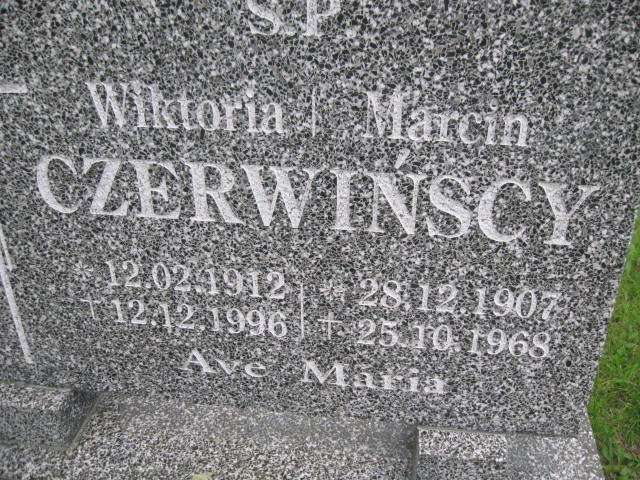 Ś.P
Wiktoria | Marcin
CZERWIŃSCY
* 12.02.1912 | * 28.12.1907
† 12.12.1996 | + 25.10.1968
Ave Maria